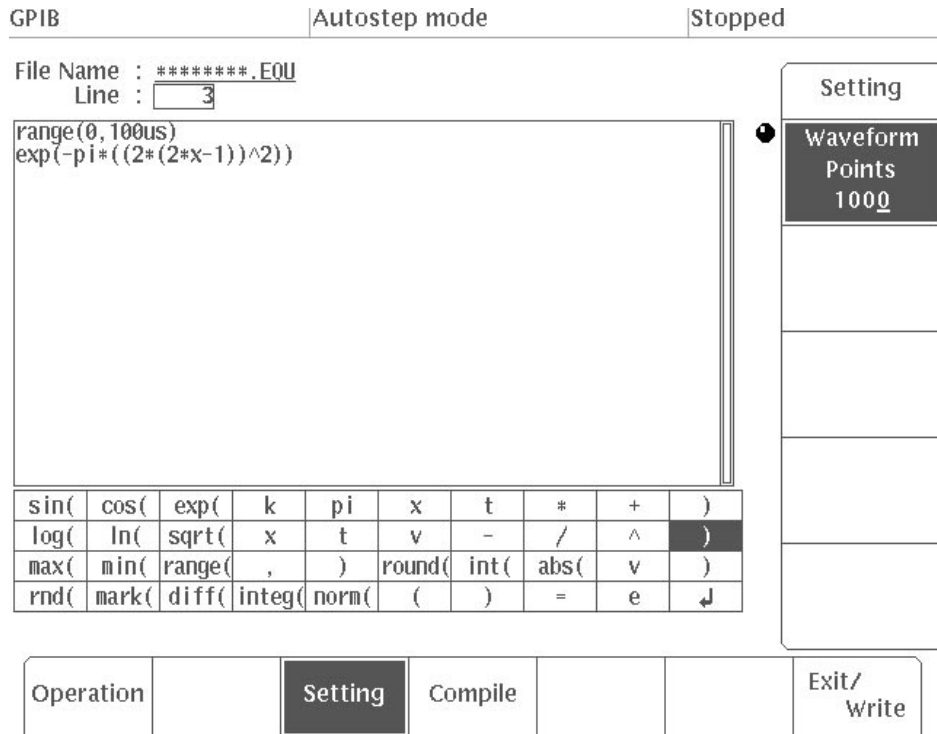 GPIB Autostep mode Stopped
File Name : ********.EQU
Line : 3
range(0,100us)
exp(-pi*((2*(2*x-1))^2))
Setting
Waveform
Points
1000
sin( cos( exp( k pi x t * + )
log( ln( sqrt( x t v - / ^ )
max( min( range( , ) round( int( abs( v )
rnd( mark( diff( integ( norm( ( ) = e ↲
Operation Setting Compile Exit/
Write